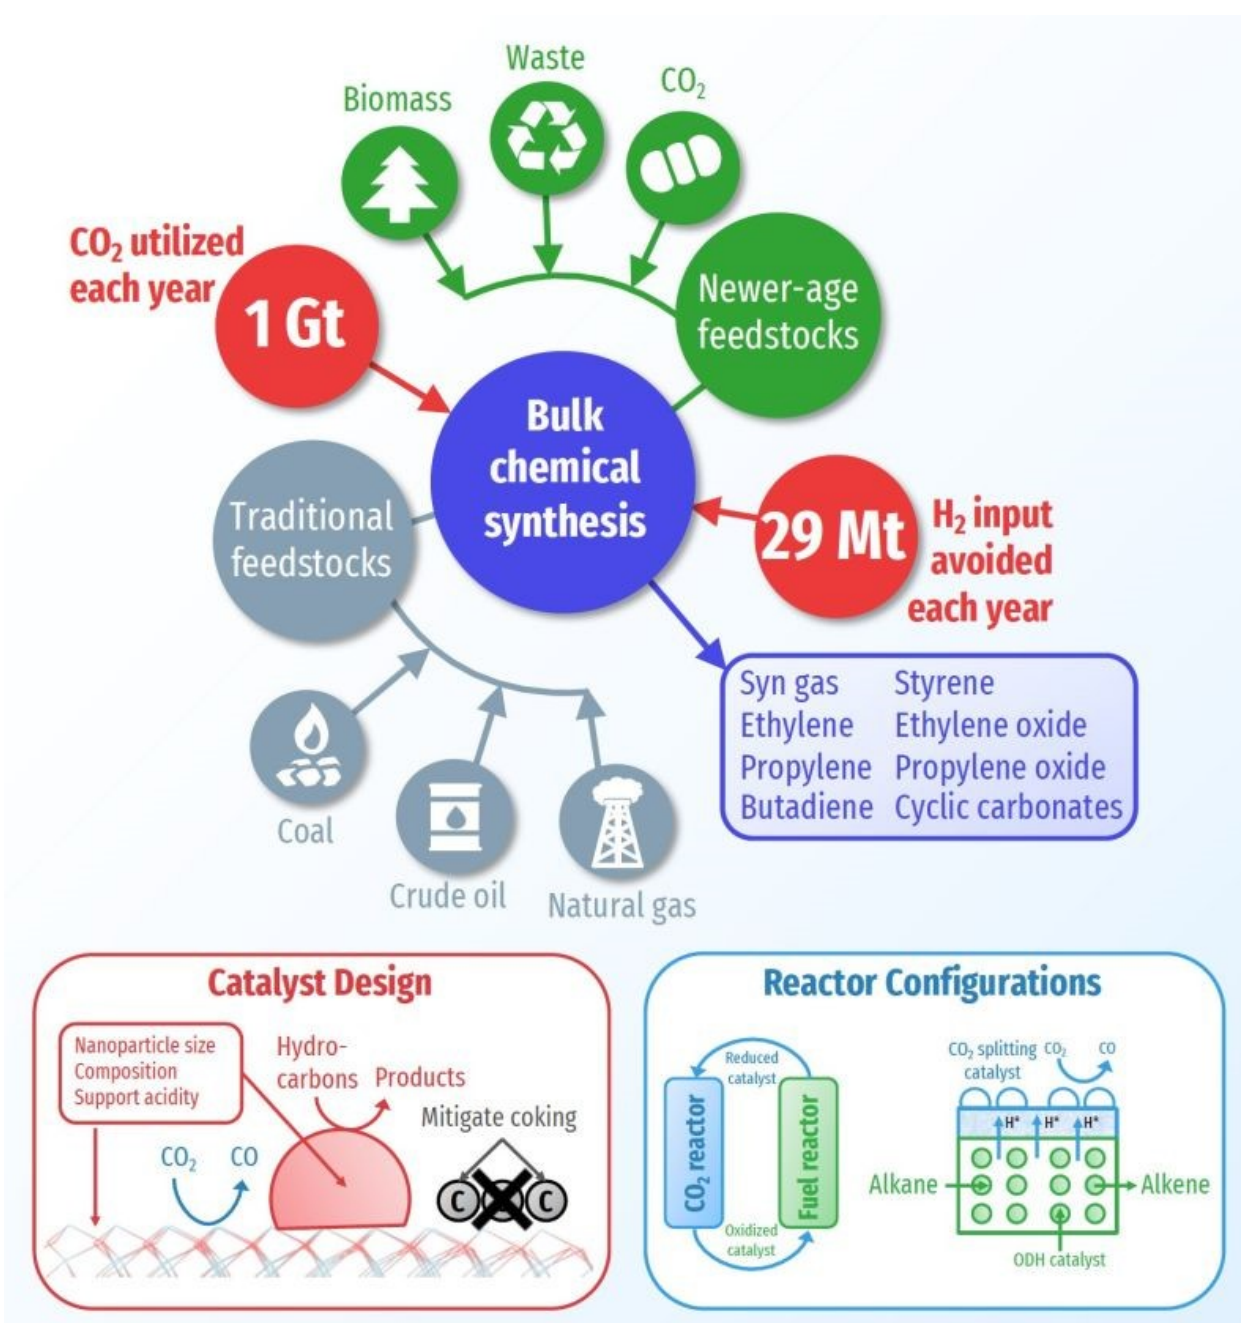 Waste
CO₂
Biomass
CO₂ utilized
each year
1 Gt
Newer-age
feedstocks
Bulk
chemical
synthesis
Traditional
feedstocks
29 Mt
H₂ input
avoided
each year
Syn gas
Styrene
Ethylene
Ethylene oxide
Propylene
Propylene oxide
Butadiene
Cyclic carbonates
Coal
Crude oil
Natural gas
Catalyst Design
Nanoparticle size
Composition
Support acidity
Hydro-
carbons
Products
Mitigate coking
CO₂
CO
C
C
Reactor Configurations
Reduced
catalyst
CO₂ reactor
Fuel reactor
Oxidized
catalyst
CO₂ splitting
catalyst
CO₂
CO
H*
H*
H*
Alkane
Alkene
ODH catalyst